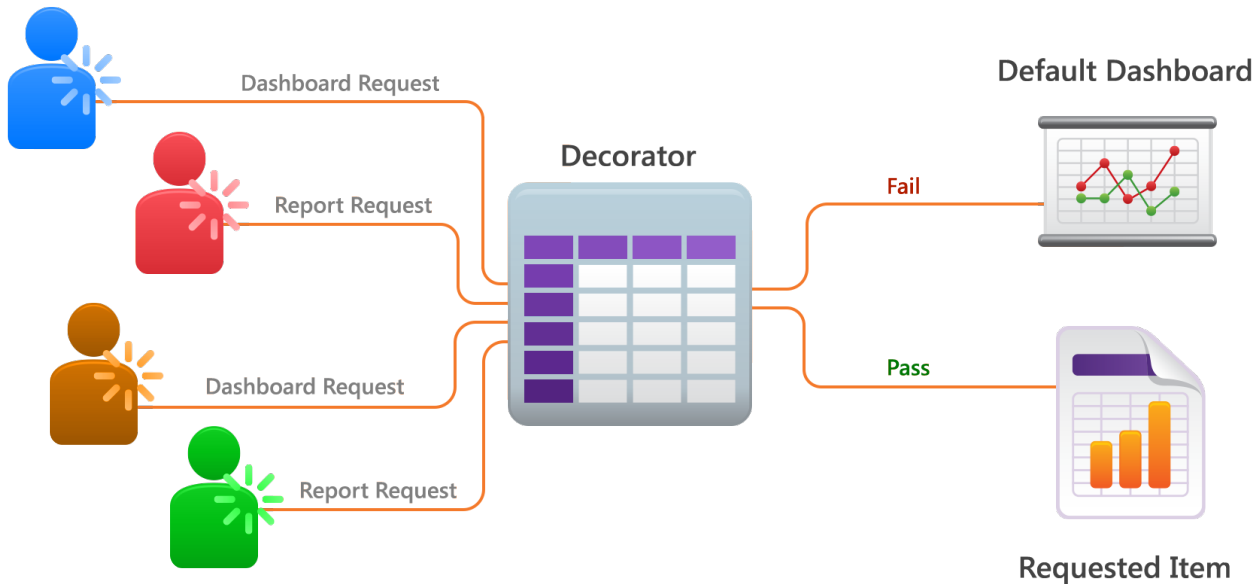 Dashboard Request
Report Request
Dashboard Request
Report Request
Decorator
Fail
Pass
Default Dashboard
Requested Item